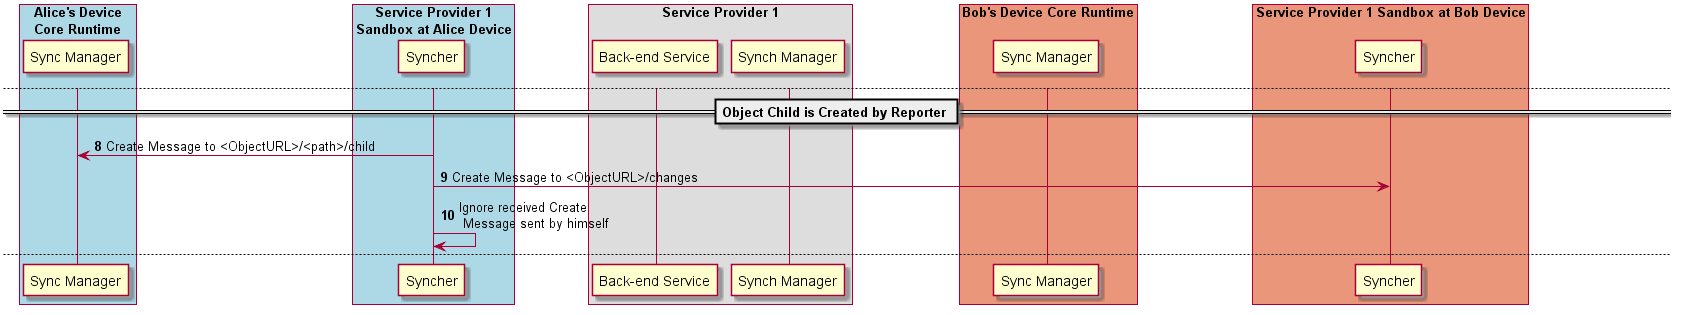 Alice's Device
Core Runtime
Service Provider 1
Sandbox at Alice Device
Service Provider 1
Bob's Device Core Runtime
Service Provider 1 Sandbox at Bob Device
Sync Manager
Syncher
Back-end Service
Synch Manager
Sync Manager
Syncher
Object Child is Created by Reporter
8 Create Message to <ObjectURL>/<path>/child
9 Create Message to <ObjectURL>/changes
10 Ignore received Create
Message sent by himself
Sync Manager
Syncher
Back-end Service
Synch Manager
Sync Manager
Syncher